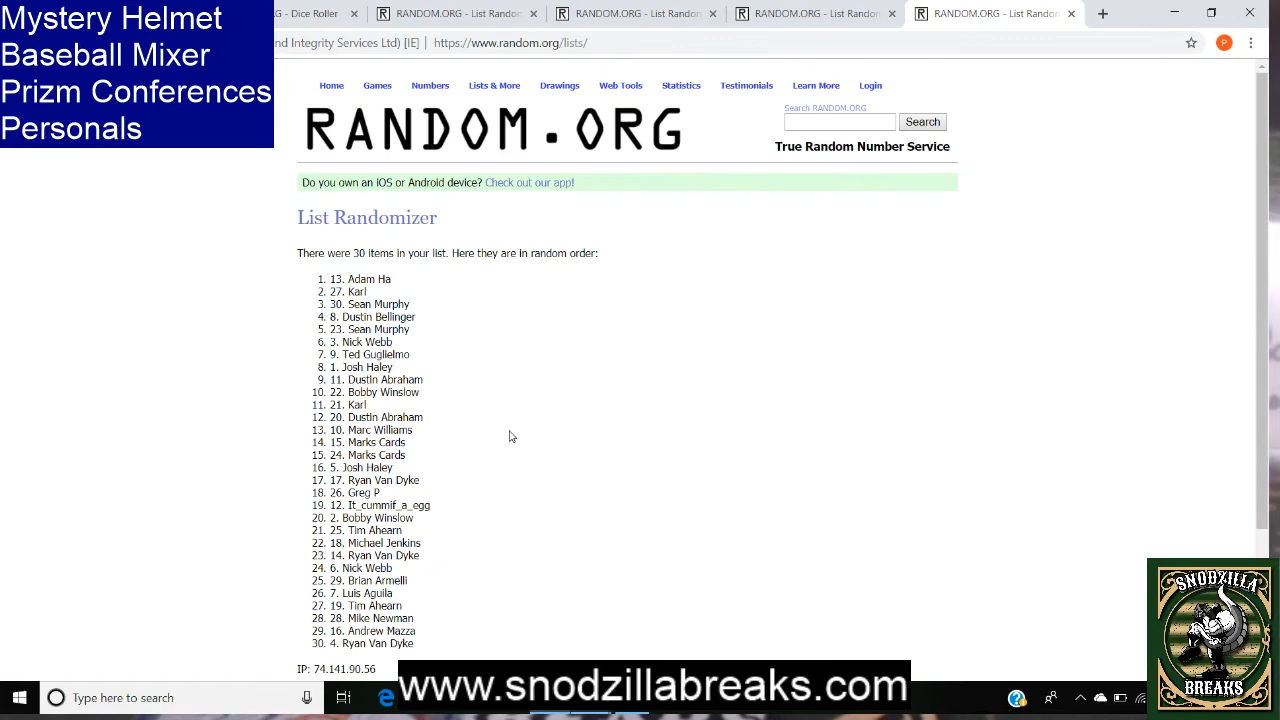 Mystery Helmet
Baseball Mixer
Prizm Conferences
Personals
- Dice Roller
RANDOM.ORG - List Random
RANDOM.ORG - List Random
RANDOM.ORG - List Random
RANDOM.ORG - List Random
nd Integrity Services Ltd) [IE] | https://www.random.org/lists/
P
Home Games Numbers Lists & More Drawings Web Tools Statistics Testimonials Learn More Login
RANDOM.ORG
Search RANDOM.ORG
Search
True Random Number Service
Do you own an iOS or Android device? Check out our app!
List Randomizer
There were 30 items in your list. Here they are in random order:
1. 13. Adam Ha
2. 27. Karl
3. 30. Sean Murphy
4. 8. Dustin Bellinger
5. 23. Sean Murphy
6. 3. Nick Webb
7. 9. Ted Guglielmo
8. 1. Josh Haley
9. 11. Dustin Abraham
10. 22. Bobby Winslow
11. 21. Karl
12. 20. Dustin Abraham
13. 10. Marc Williams
14. 15. Marks Cards
15. 24. Marks Cards
16. 5. Josh Haley
17. 17. Ryan Van Dyke
18. 26. Greg P
19. 12. It_cummif_a_egg
20. 2. Bobby Winslow
21. 25. Tim Ahearn
22. 18. Michael Jenkins
23. 14. Ryan Van Dyke
24. 6. Nick Webb
25. 29. Brian Armelli
26. 7. Luis Aguila
27. 19. Tim Ahearn
28. 28. Mike Newman
29. 16. Andrew Mazza
30. 4. Ryan Van Dyke
IP: 74.141.90.56
www.snodzillabreaks.com
Type here to search
SNODZILLA
BREAKS